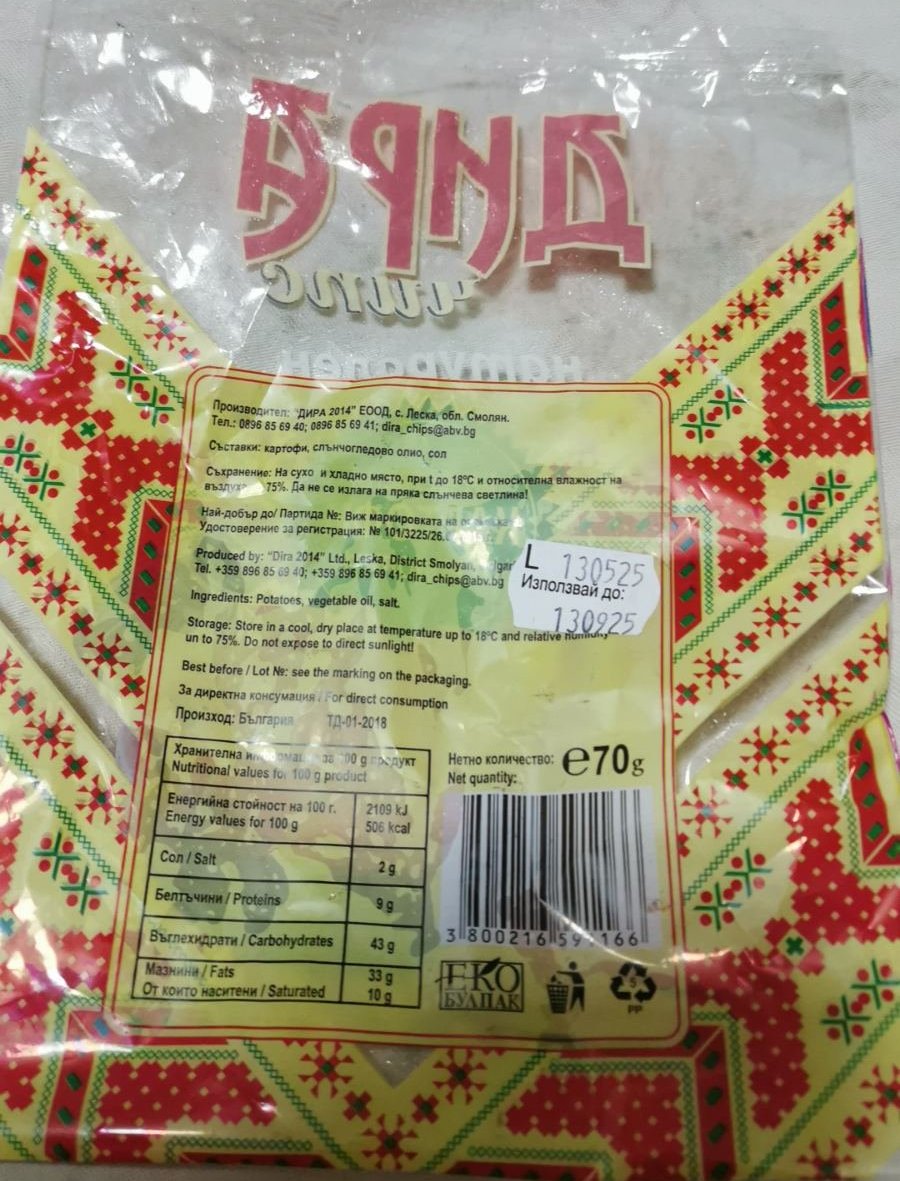 ДИРА
чипс
натурален
Производител: "ДИРА 2014" ЕООД, с. Леска, обл. Смолян.
Тел.: 0896 85 69 40; 0896 85 69 41; dira_chips@abv.bg
Съставки: картофи, слънчогледово олио, сол
Съхранение: На сухо и хладно място, при t до 18°C и относителна влажност на
въздуха 75%. Да не се излага на пряка слънчева светлина!
Най-добър до/ Партида №: Виж маркировката на
Удостоверение за регистрация: № 101/3225/26.
Produced by: "Dira 2014" Ltd., Leska, District Smolyan,
Tel. +359 896 85 69 40; +359 896 85 69 41; dira_chips@abv.bg
L 130525
Използвай до:
130925
Ingredients: Potatoes, vegetable oil, salt.
Storage: Store in a cool, dry place at temperature up to 18°C and relative
un to 75%. Do not expose to direct sunlight!
Best before / Lot №: see the marking on the packaging.
За директна консумация / For direct consumption
Произход: България ТД-01-2018
Хранителна за 100 g продукт
Nutritional values for 100 g product
Енергийна стойност на 100 г. 2109 kJ
Energy values for 100 g 506 kcal
Сол / Salt 2 g
Белтъчини / Proteins 9 g
Въглехидрати / Carbohydrates 43 g
Мазнини / Fats 33 g
От които наситени / Saturated 10 g
Нетно количество: e70g
Net quantity:
3 800216 59 166
ЕКО
БУЛПАК
5
PP